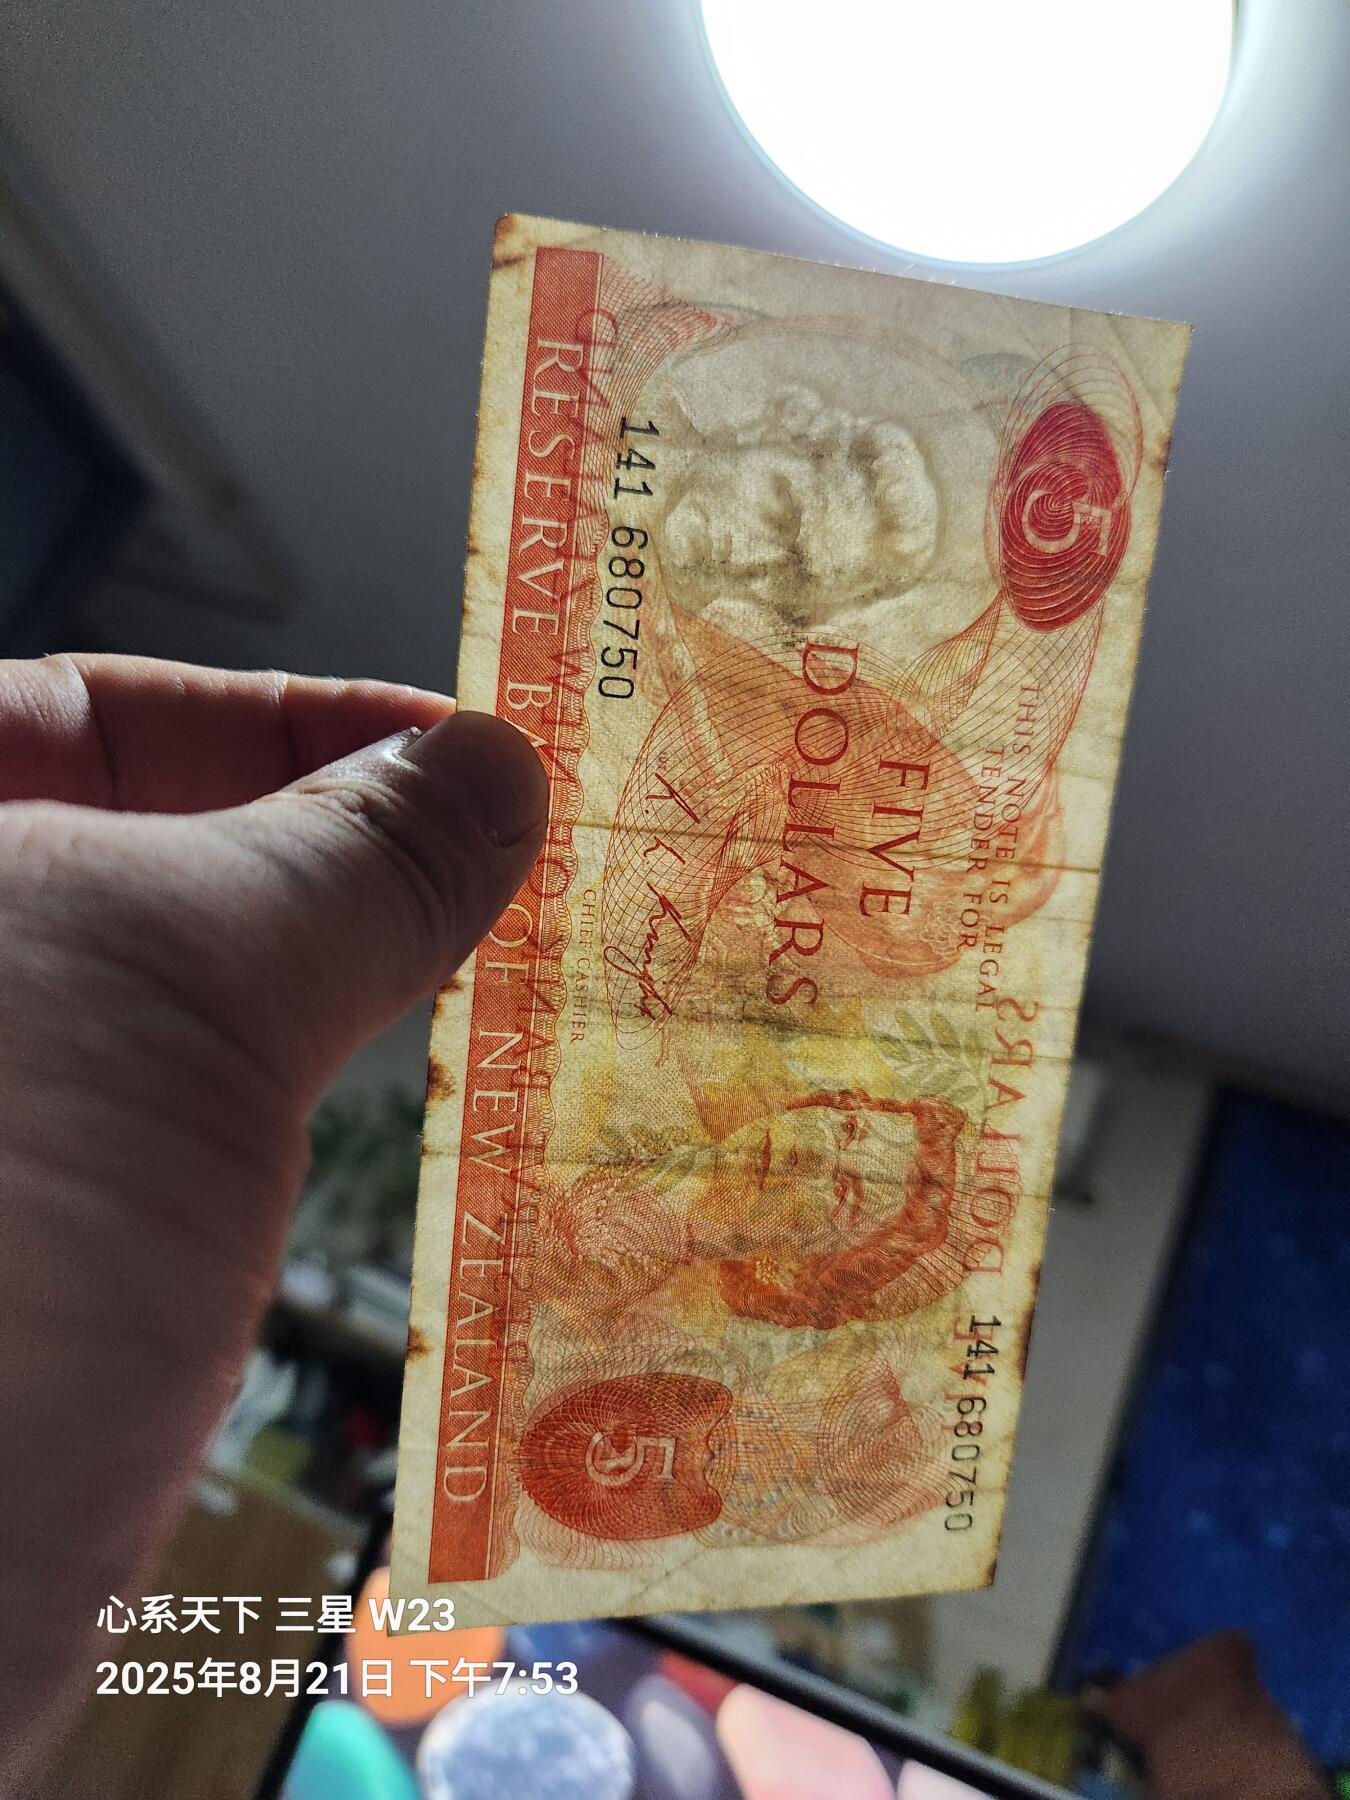 RESERVE BANK OF NEW ZEALAND
141 680750
5
THIS NOTE IS LEGAL
TENDER FOR
FIVE
DOLLARS
CHIEF CASHIER
DOLLARS
141 680750
5
心系天下 三星 W23
2025年8月21日 下午7:53